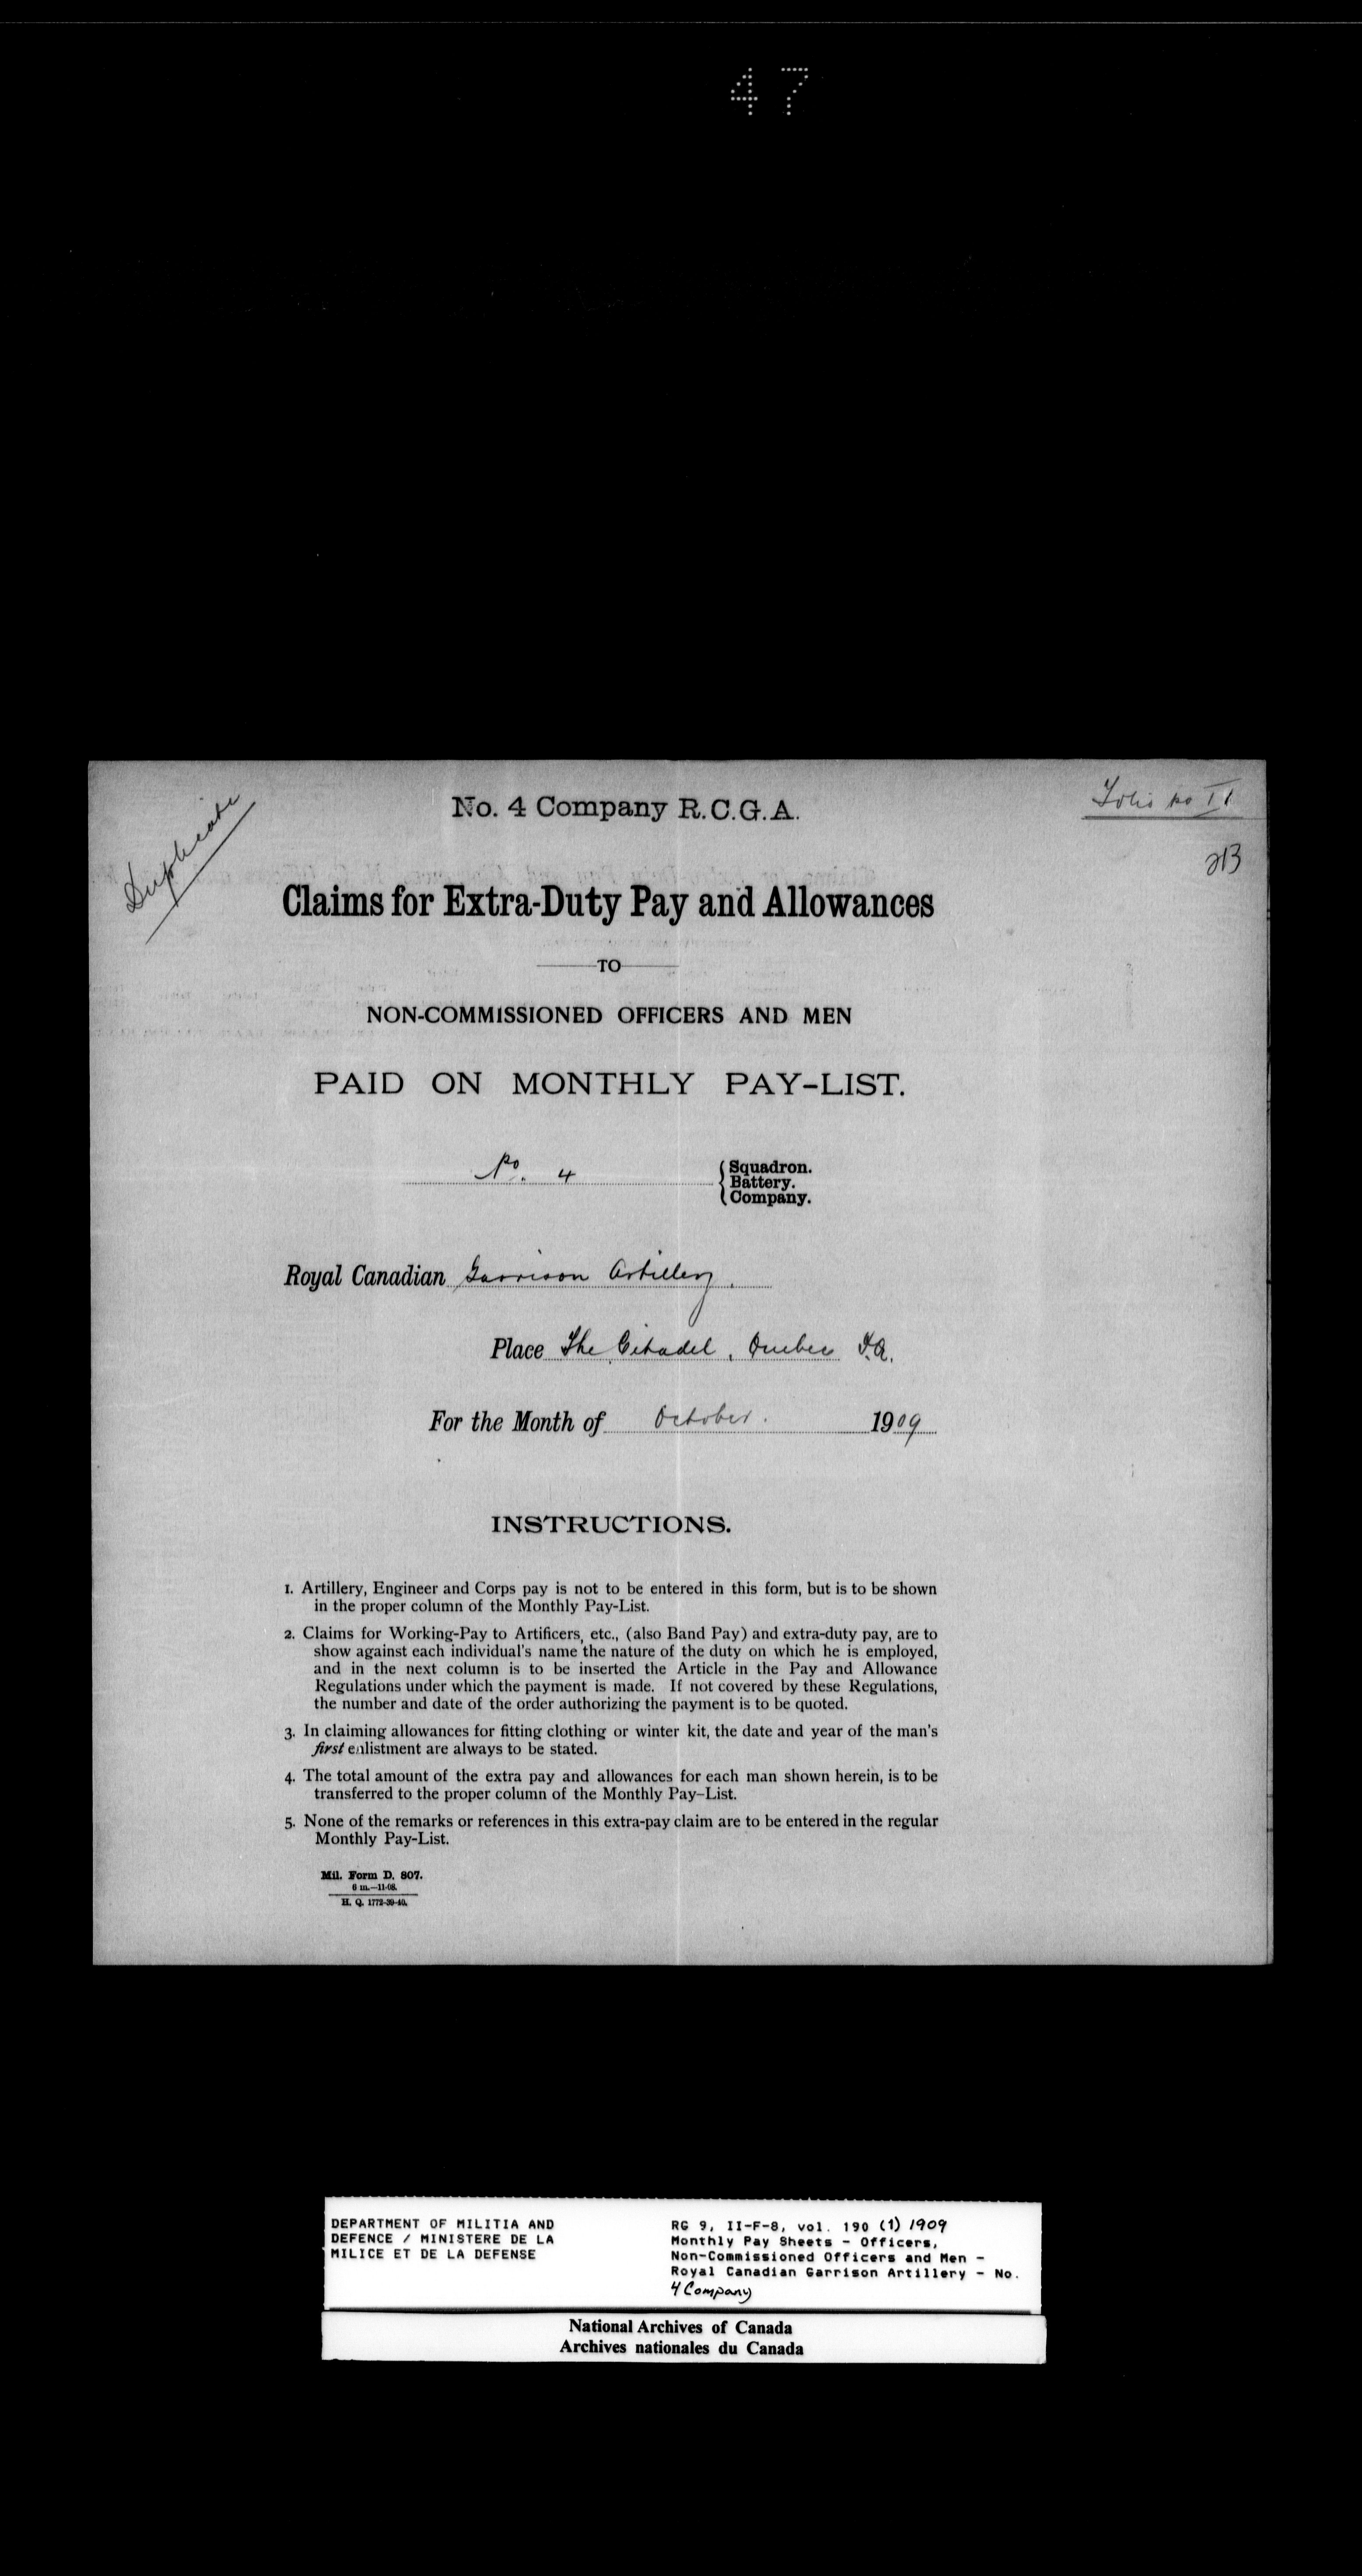 47
Duplicate
No. 4 Company R.C.G.A.
Folio No II
213
Claims for Extra-Duty Pay and Allowances
TO
NON-COMMISSIONED OFFICERS AND MEN
PAID ON MONTHLY PAY-LIST.
No. 4 { Squadron.
Battery.
Company.
Royal Canadian Garrison Artillery.
Place The Citadel, Quebec
For the Month of October. 1909
INSTRUCTIONS.
1. Artillery, Engineer and Corps pay is not to be entered in this form, but is to be shown
in the proper column of the Monthly Pay-List.
2. Claims for Working-Pay to Artificers, etc., (also Band Pay) and extra-duty pay, are to
show against each individual's name the nature of the duty on which he is employed,
and in the next column is to be inserted the Article in the Pay and Allowance
Regulations under which the payment is made. If not covered by these Regulations,
the number and date of the order authorizing the payment is to be quoted.
3. In claiming allowances for fitting clothing or winter kit, the date and year of the man's
first enlistment are always to be stated.
4. The total amount of the extra pay and allowances for each man shown herein, is to be
transferred to the proper column of the Monthly Pay-List.
5. None of the remarks or references in this extra-pay claim are to be entered in the regular
Monthly Pay-List.
Mil. Form D. 807.
6 m.—11-08.
H. Q. 1772-39-40.
DEPARTMENT OF MILITIA AND
DEFENCE / MINISTERE DE LA
MILICE ET DE LA DEFENSE
RG 9, II-F-8, vol. 190 (1) 1909
Monthly Pay Sheets - Officers,
Non-Commissioned Officers and Men -
Royal Canadian Garrison Artillery - No.
4 Company
National Archives of Canada
Archives nationales du Canada